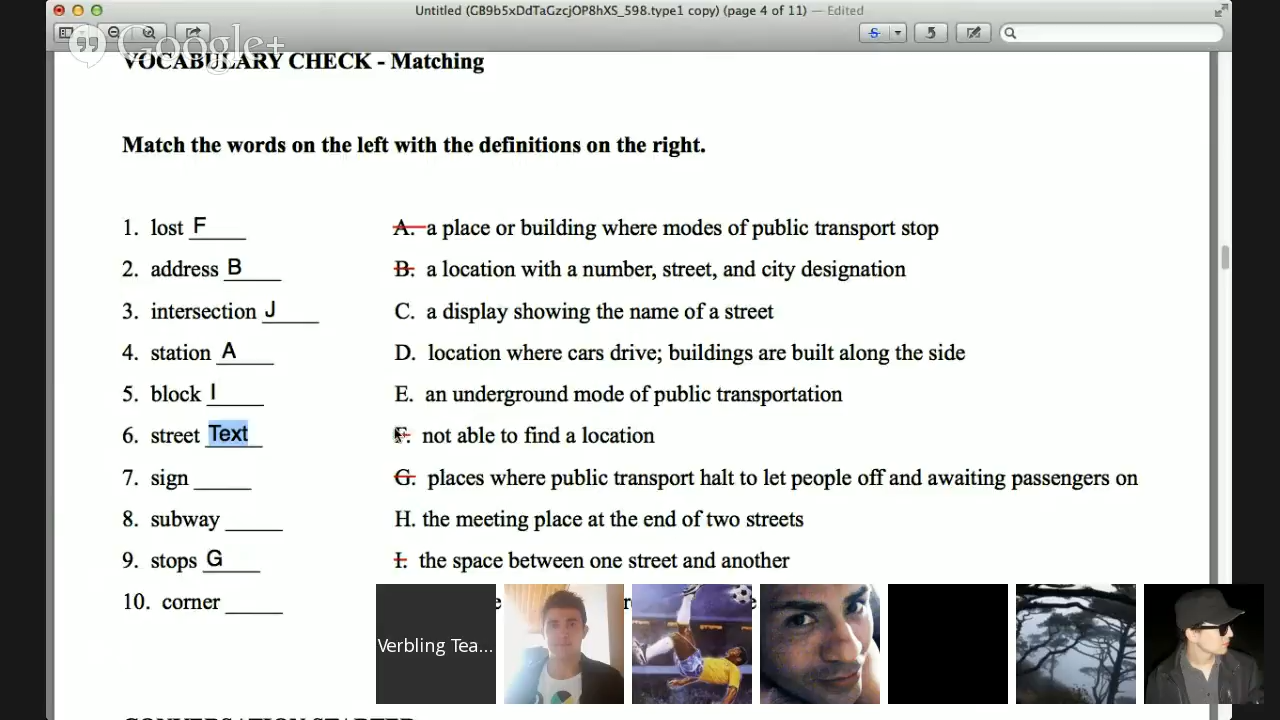 Untitled (GB9b5xDdTaGzcjOP8hXS_598.type1 copy) (page 4 of 11) — Edited
Google+
VOCABULARY CHECK - Matching
Match the words on the left with the definitions on the right.
1. lost F A. a place or building where modes of public transport stop
2. address B B. a location with a number, street, and city designation
3. intersection J C. a display showing the name of a street
4. station A D. location where cars drive; buildings are built along the side
5. block I E. an underground mode of public transportation
6. street Text F. not able to find a location
7. sign _____ G. places where public transport halt to let people off and awaiting passengers on
8. subway _____ H. the meeting place at the end of two streets
9. stops G I. the space between one street and another
10. corner _____
Verbling Tea...
CONVERSATION STARTER